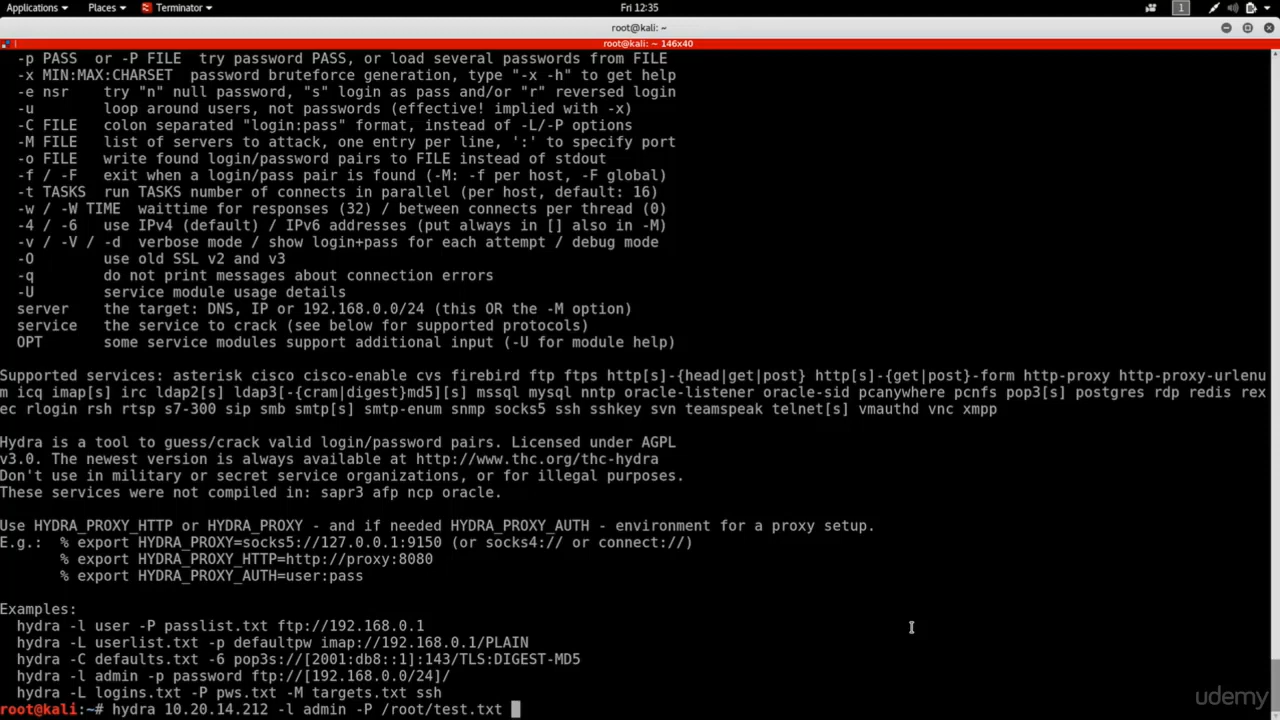 Applications Places Terminator Fri 12:35 1
root@kali: ~
root@kali: ~ 146x40
-p PASS  or -P FILE  try password PASS, or load several passwords from FILE
-x MIN:MAX:CHARSET  password bruteforce generation, type "-x -h" to get help
-e nsr    try "n" null password, "s" login as pass and/or "r" reversed login
-u        loop around users, not passwords (effective! implied with -x)
-C FILE   colon separated "login:pass" format, instead of -L/-P options
-M FILE   list of servers to attack, one entry per line, ':' to specify port
-o FILE   write found login/password pairs to FILE instead of stdout
-f / -F   exit when a login/pass pair is found (-M: -f per host, -F global)
-t TASKS  run TASKS number of connects in parallel (per host, default: 16)
-w / -W TIME  waittime for responses (32) / between connects per thread (0)
-4 / -6   use IPv4 (default) / IPv6 addresses (put always in [] also in -M)
-v / -V / -d  verbose mode / show login+pass for each attempt / debug mode
-O        use old SSL v2 and v3
-q        do not print messages about connection errors
-U        service module usage details
server    the target: DNS, IP or 192.168.0.0/24 (this OR the -M option)
service   the service to crack (see below for supported protocols)
OPT       some service modules support additional input (-U for module help)
Supported services: asterisk cisco cisco-enable cvs firebird ftp ftps http[s]-{head|get|post} http[s]-{get|post}-form http-proxy http-proxy-urlenu
m icq imap[s] irc ldap2[s] ldap3[-{cram|digest}md5][s] mssql mysql nntp oracle-listener oracle-sid pcanywhere pcnfs pop3[s] postgres rdp redis rex
ec rlogin rsh rtsp s7-300 sip smb smtp[s] smtp-enum snmp socks5 ssh sshkey svn teamspeak telnet[s] vmauthd vnc xmpp
Hydra is a tool to guess/crack valid login/password pairs. Licensed under AGPL
v3.0. The newest version is always available at http://www.thc.org/thc-hydra
Don't use in military or secret service organizations, or for illegal purposes.
These services were not compiled in: sapr3 afp ncp oracle.
Use HYDRA_PROXY_HTTP or HYDRA_PROXY - and if needed HYDRA_PROXY_AUTH - environment for a proxy setup.
E.g.:  % export HYDRA_PROXY=socks5://127.0.0.1:9150 (or socks4:// or connect://)
% export HYDRA_PROXY_HTTP=http://proxy:8080
% export HYDRA_PROXY_AUTH=user:pass
Examples:
hydra -l user -P passlist.txt ftp://192.168.0.1
hydra -L userlist.txt -p defaultpw imap://192.168.0.1/PLAIN
hydra -C defaults.txt -6 pop3s://[2001:db8::1]:143/TLS:DIGEST-MD5
hydra -l admin -p password ftp://[192.168.0.0/24]/
hydra -L logins.txt -P pws.txt -M targets.txt ssh
root@kali:~# hydra 10.20.14.212 -l admin -P /root/test.txt
udemy